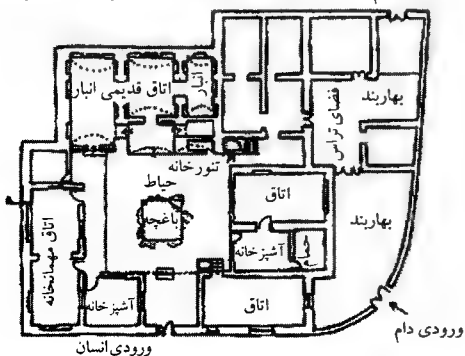 بهاربند
انبار
اتاق قدیمی
انبار
فضای تراس
تنورخانه
حیاط
باغچه
اتاق
بهاربند
اتاق مهمانخانه
آشپزخانه
حمام
آشپزخانه
اتاق
ورودی دام
ورودی انسان